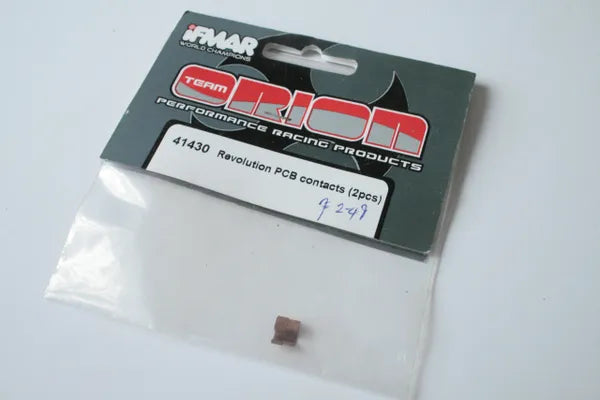 IFMAR
WORLD CHAMPIONS
TEAM
ORION
PERFORMANCE RACING PRODUCTS
41430 Revolution PCB contacts (2pcs)